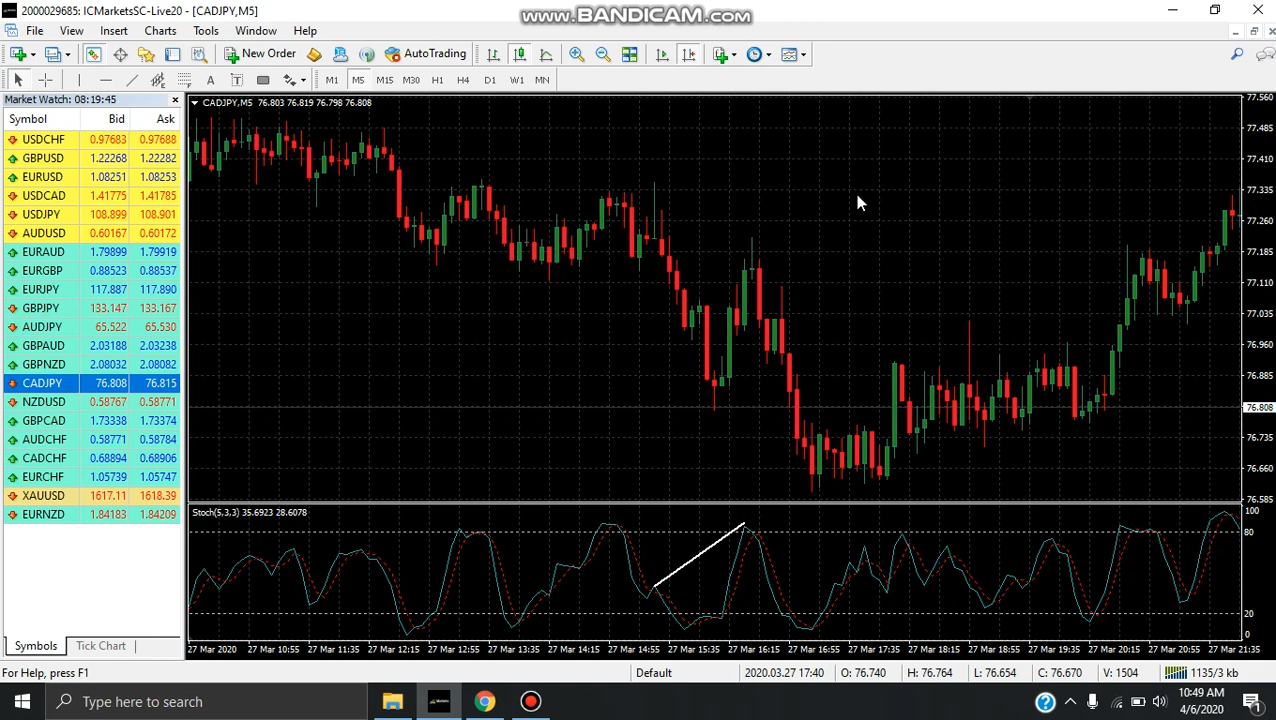 2000029685: ICMarketsSC-Live20 - [CADJPY,M5]
www.BANDICAM.com
File View Insert Charts Tools Window Help
New Order AutoTrading
A T M1 M5 M15 M30 H1 H4 D1 W1 MN
Market Watch: 08:19:45
Symbol Bid Ask
USDCHF 0.97683 0.97688
GBPUSD 1.22268 1.22282
EURUSD 1.08251 1.08253
USDCAD 1.41775 1.41785
USDJPY 108.899 108.901
AUDUSD 0.60167 0.60172
EURAUD 1.79899 1.79919
EURGBP 0.88523 0.88537
EURJPY 117.887 117.890
GBPJPY 133.147 133.167
AUDJPY 65.522 65.530
GBPAUD 2.03188 2.03238
GBPNZD 2.08032 2.08082
CADJPY 76.808 76.815
NZDUSD 0.58767 0.58771
GBPCAD 1.73338 1.73374
AUDCHF 0.58771 0.58784
CADCHF 0.68894 0.68906
EURCHF 1.05739 1.05747
XAUUSD 1617.11 1618.39
EURNZD 1.84183 1.84209
Symbols Tick Chart
CADJPY,M5 76.803 76.819 76.798 76.808
77.560
77.485
77.410
77.335
77.260
77.185
77.110
77.035
76.960
76.885
76.808
76.735
76.660
76.585
Stoch(5,3,3) 35.6923 28.6078
100
80
20
0
27 Mar 2020 27 Mar 10:55 27 Mar 11:35 27 Mar 12:15 27 Mar 12:55 27 Mar 13:35 27 Mar 14:15 27 Mar 14:55 27 Mar 15:35 27 Mar 16:15 27 Mar 16:55 27 Mar 17:35 27 Mar 18:15 27 Mar 18:55 27 Mar 19:35 27 Mar 20:15 27 Mar 20:55 27 Mar 21:35
For Help, press F1 Default 2020.03.27 17:40 O: 76.740 H: 76.764 L: 76.654 C: 76.670 V: 1504 1135/3 kb
Type here to search
10:49 AM
4/6/2020